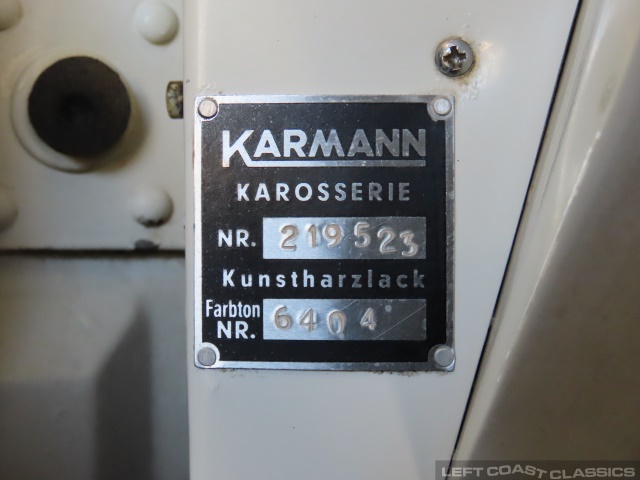 KARMANN
KAROSSERIE
NR. 219523
Kunstharzlack
Farbton
NR. 6404
LEFT COAST CLASSICS